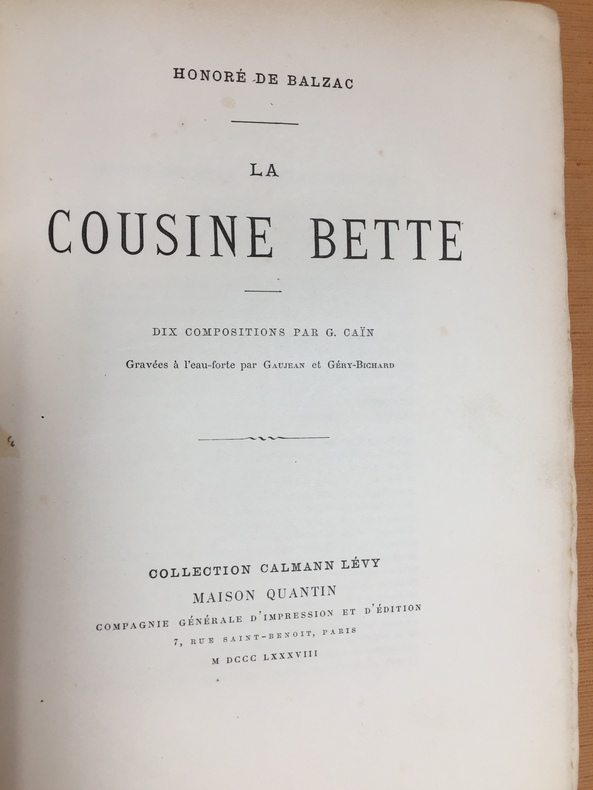 HONORÉ DE BALZAC
LA
COUSINE BETTE
DIX COMPOSITIONS PAR G. CAÏN
Gravées à l'eau-forte par GAUJEAN et GÉRY-BICHARD
COLLECTION CALMANN LÉVY
MAISON QUANTIN
COMPAGNIE GÉNÉRALE D'IMPRESSION ET D'ÉDITION
7, RUE SAINT-BENOIT, PARIS
M DCCC LXXXVIII